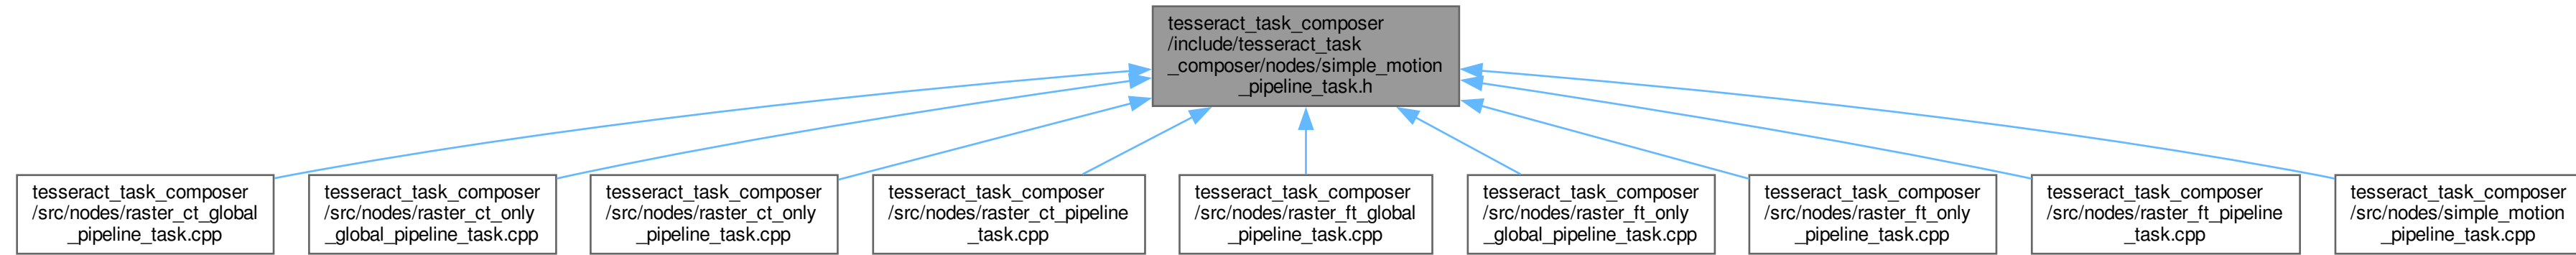 tesseract_task_composer
/include/tesseract_task
_composer/nodes/simple_motion
_pipeline_task.h
tesseract_task_composer
/src/nodes/raster_ct_global
_pipeline_task.cpp
tesseract_task_composer
/src/nodes/raster_ct_only
_global_pipeline_task.cpp
tesseract_task_composer
/src/nodes/raster_ct_only
_pipeline_task.cpp
tesseract_task_composer
/src/nodes/raster_ct_pipeline
_task.cpp
tesseract_task_composer
/src/nodes/raster_ft_global
_pipeline_task.cpp
tesseract_task_composer
/src/nodes/raster_ft_only
_global_pipeline_task.cpp
tesseract_task_composer
/src/nodes/raster_ft_only
_pipeline_task.cpp
tesseract_task_composer
/src/nodes/raster_ft_pipeline
_task.cpp
tesseract_task_composer
/src/nodes/simple_motion
_pipeline_task.cpp